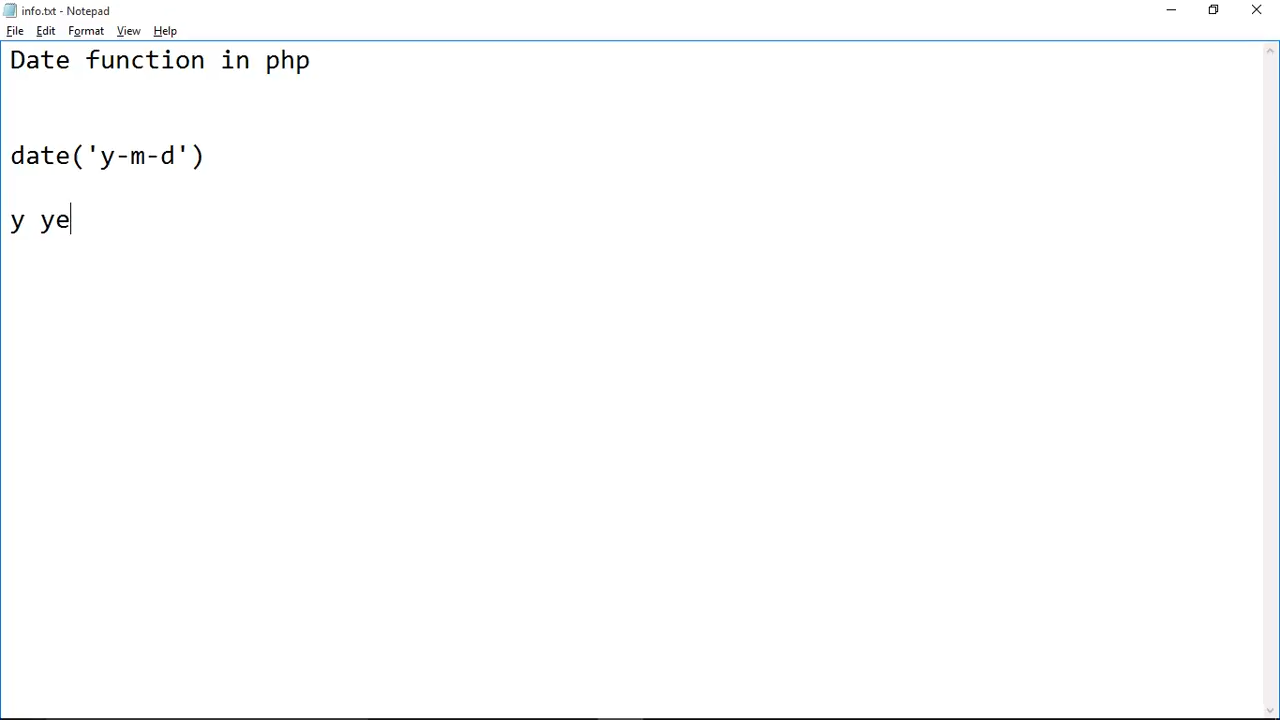 info.txt - Notepad
File Edit Format View Help
Date function in php
date('y-m-d')
y ye